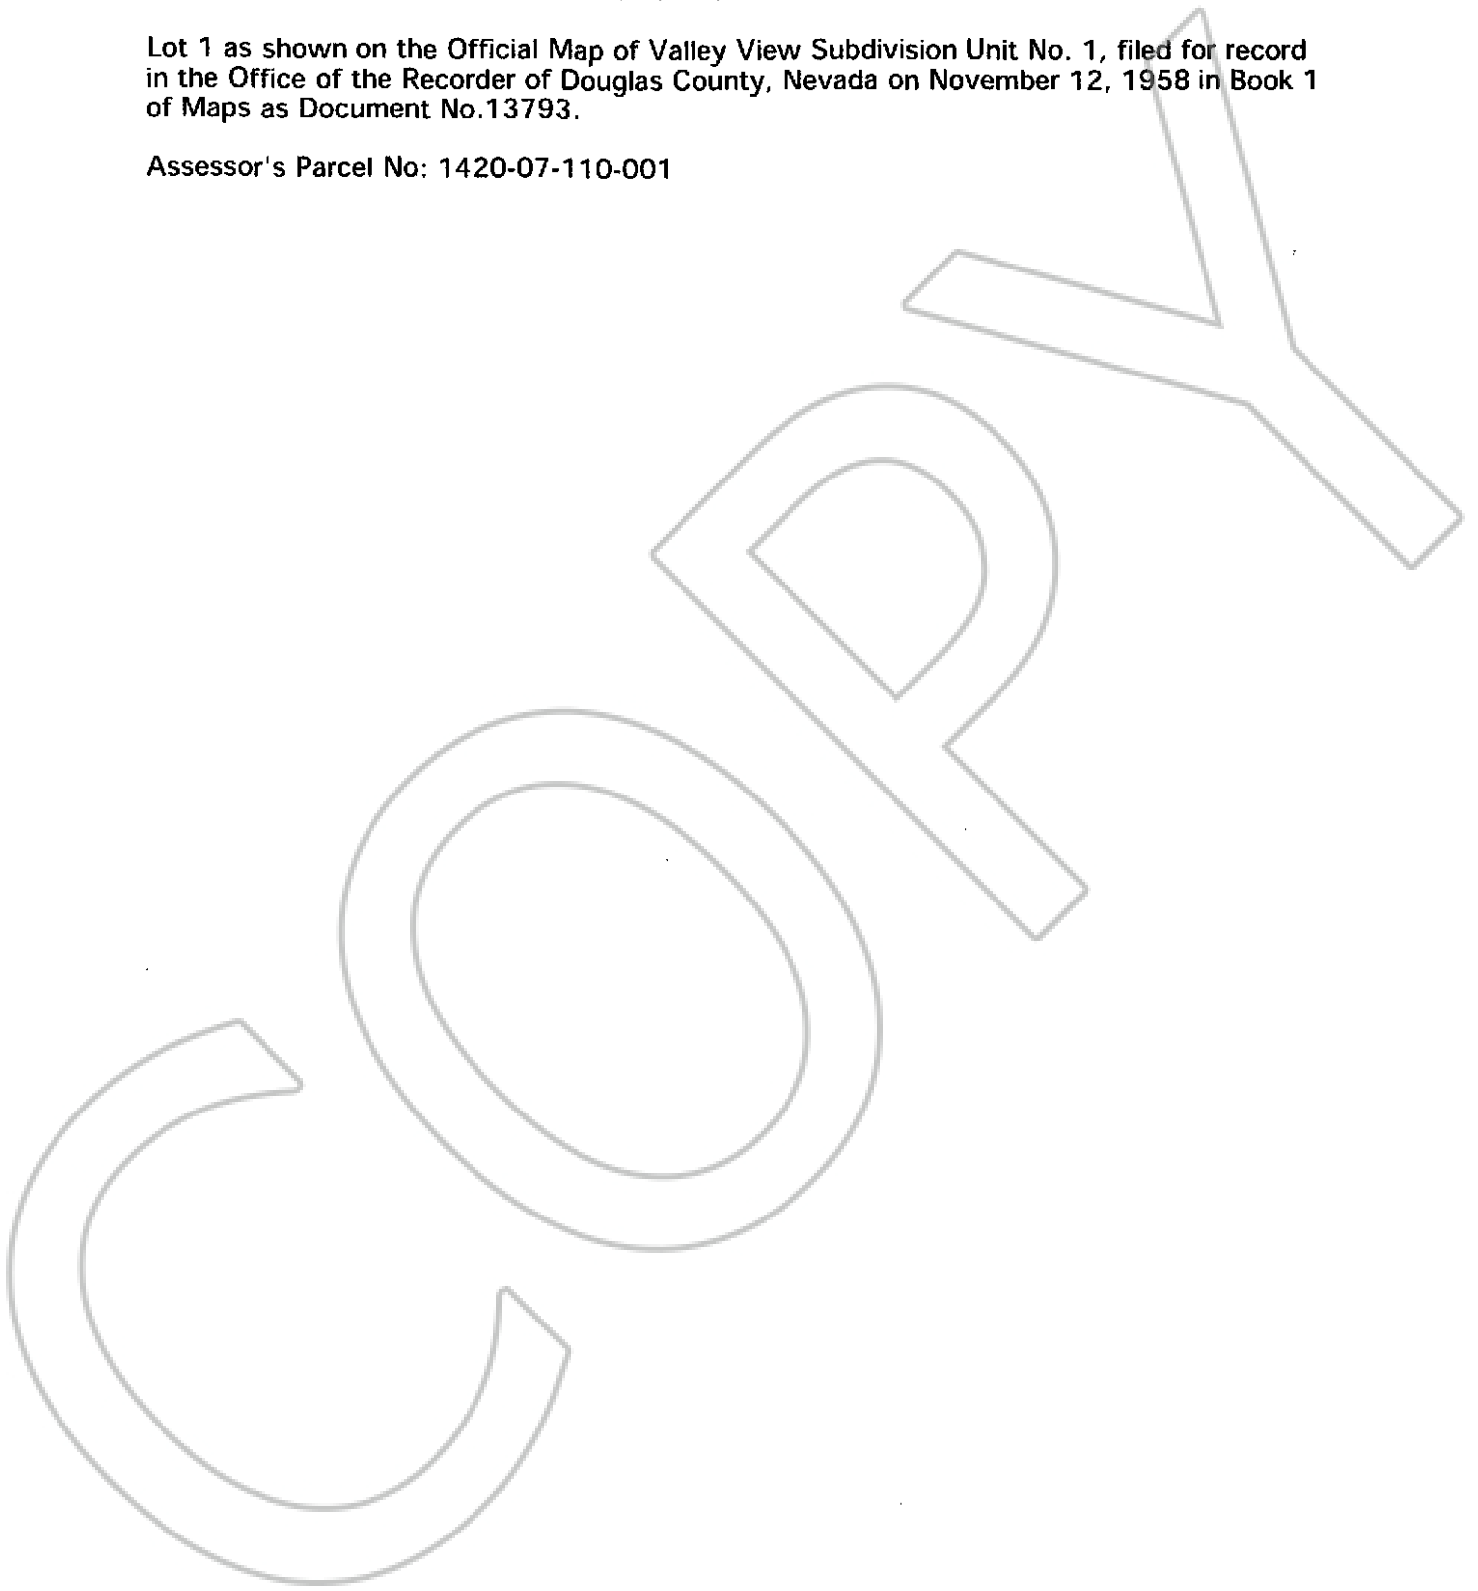 Lot 1 as shown on the Official Map of Valley View Subdivision Unit No. 1, filed for record
in the Office of the Recorder of Douglas County, Nevada on November 12, 1958 in Book 1
of Maps as Document No.13793.
Assessor's Parcel No: 1420-07-110-001
COPY